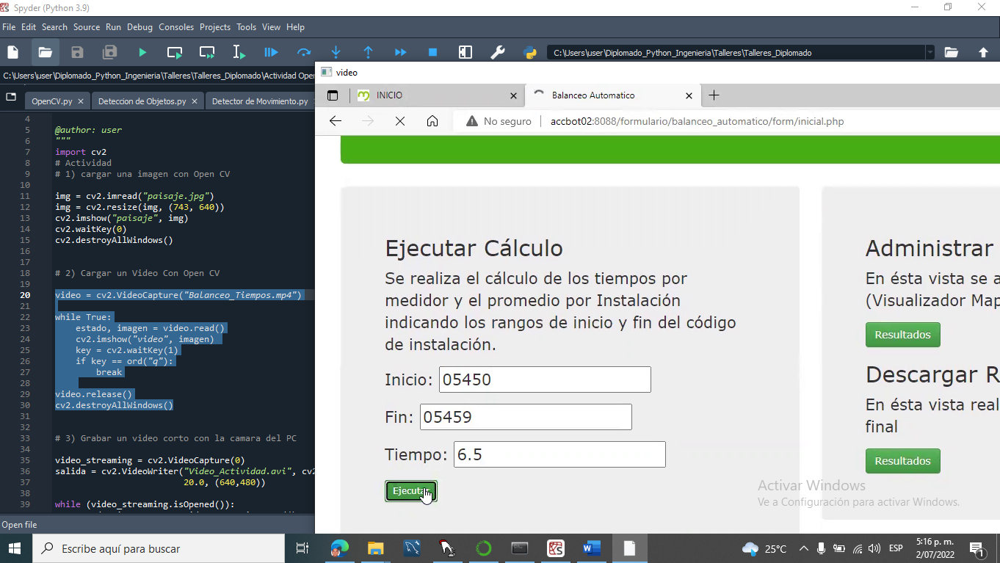 Spyder (Python 3.9)
File Edit Search Source Run Debug Consoles Projects Tools View Help
C:\Users\user\Diplomado_Python_Ingenieria\Talleres\Talleres_Diplomado
C:\Users\user\Diplomado_Python_Ingenieria\Talleres\Talleres_Diplomado\Actividad Oper
OpenCV.py Deteccion de Objetos.py Detector de Movimiento.py
4
5 @author: user
6 """
7 import cv2
8 # Actividad
9 # 1) cargar una imagen con Open CV
10
11 img = cv2.imread("paisaje.jpg")
12 img = cv2.resize(img, (743, 640))
13 cv2.imshow("paisaje", img)
14 cv2.waitKey(0)
15 cv2.destroyAllWindows()
16
17
18 # 2) Cargar un Video Con Open CV
19
20 video = cv2.VideoCapture("Balanceo_Tiempos.mp4")
21
22 while True:
23 estado, imagen = video.read()
24 cv2.imshow("video", imagen)
25 key = cv2.waitKey(1)
26 if key == ord("q"):
27 break
28
29 video.release()
30 cv2.destroyAllWindows()
31
32
33 # 3) Grabar un video corto con la camara del PC
34
35 video_streaming = cv2.VideoCapture(0)
36 salida = cv2.VideoWriter("Video_Actividad.avi", cv2
37 20.0, (640,480))
38
39 while (video_streaming.isOpened()):
Open file
video
INICIO Balanceo Automatico
No seguro accbot02:8088/formulario/balanceo_automatico/form/inicial.php
Ejecutar Cálculo
Se realiza el cálculo de los tiempos por
medidor y el promedio por Instalación
indicando los rangos de inicio y fin del código
de instalación.
Inicio: 05450
Fin: 05459
Tiempo: 6.5
Ejecutar
Administrar
En ésta vista se a
(Visualizador Map
Resultados
Descargar R
En ésta vista real
final
Resultados
Activar Windows
Ve a Configuración para activar Windows.
Escribe aquí para buscar
25°C
ESP
5:16 p. m.
2/07/2022
1